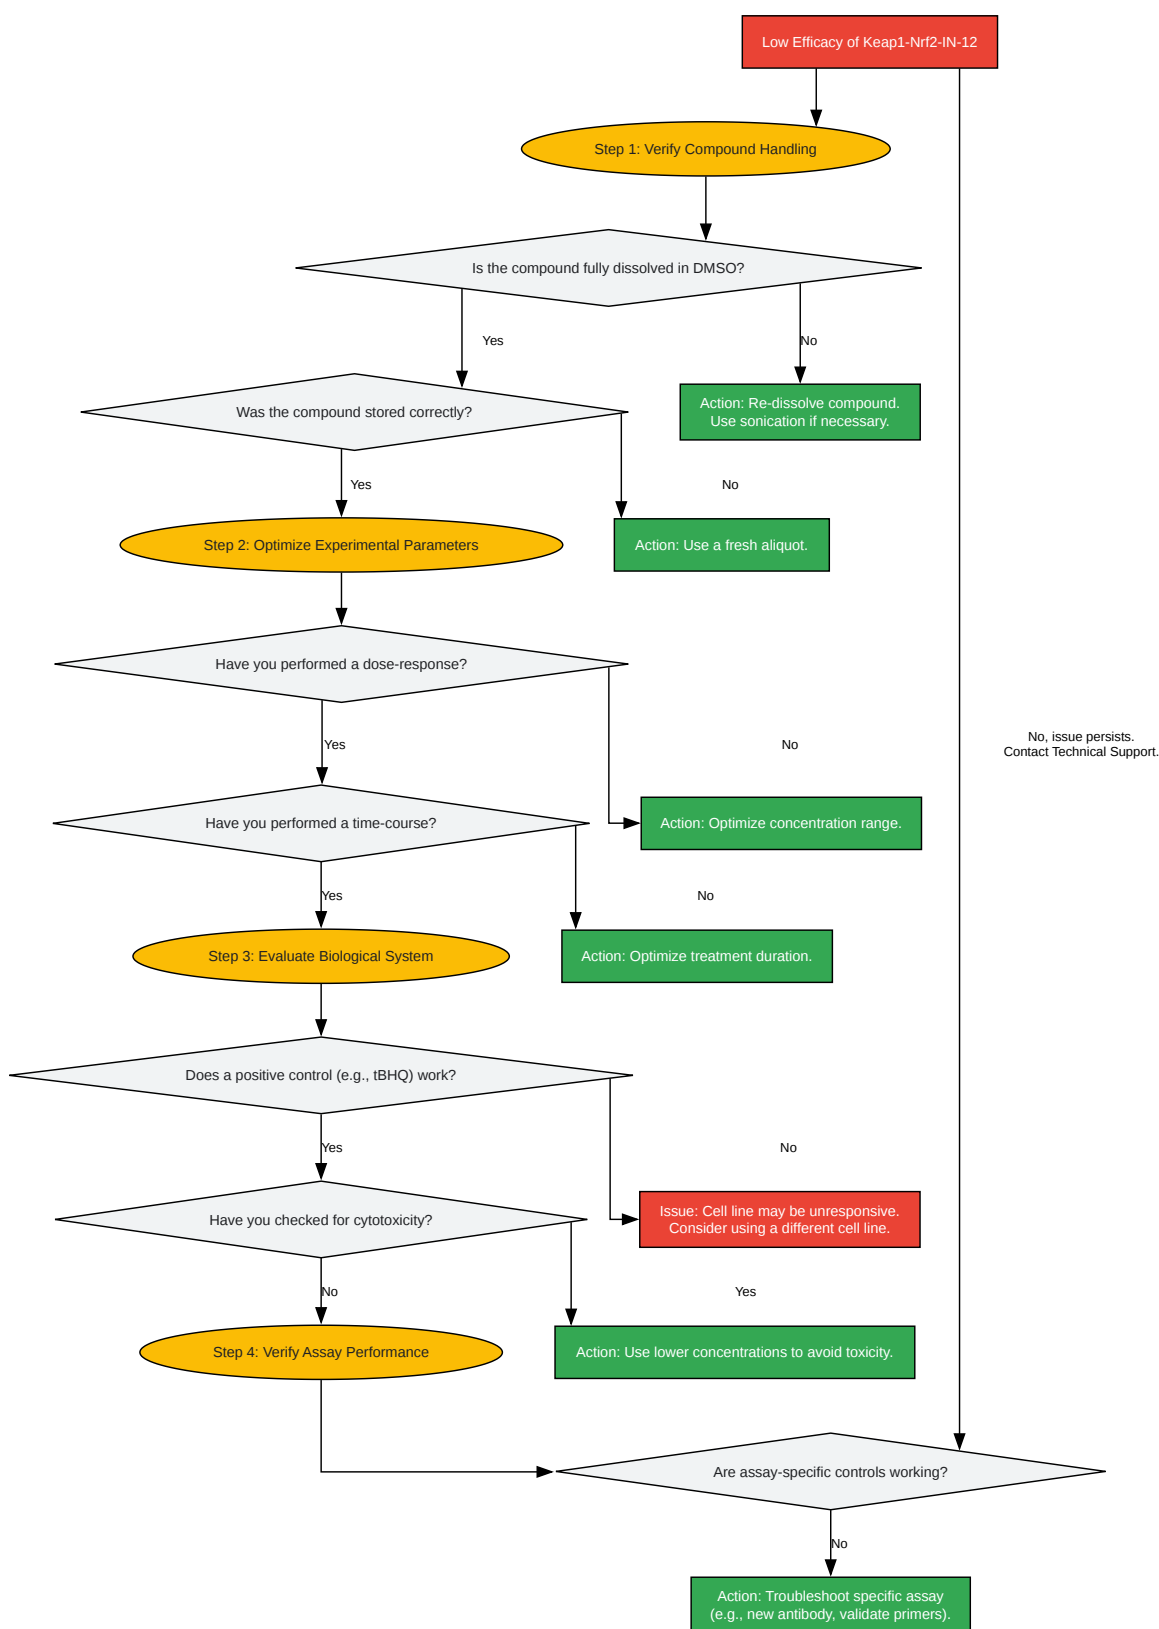 Low Efficacy of Keap1-Nrf2-IN-12
Step 1: Verify Compound Handling
Is the compound fully dissolved in DMSO?
Yes
No
Was the compound stored correctly?
Action: Re-dissolve compound.
Use sonication if necessary.
Yes
No
Step 2: Optimize Experimental Parameters
Action: Use a fresh aliquot.
Have you performed a dose-response?
Yes
No
No, issue persists.
Contact Technical Support.
Have you performed a time-course?
Action: Optimize concentration range.
Yes
No
Step 3: Evaluate Biological System
Action: Optimize treatment duration.
Does a positive control (e.g., tBHQ) work?
Yes
No
Have you checked for cytotoxicity?
Issue: Cell line may be unresponsive.
Consider using a different cell line.
No
Yes
Step 4: Verify Assay Performance
Action: Use lower concentrations to avoid toxicity.
Are assay-specific controls working?
No
Action: Troubleshoot specific assay
(e.g., new antibody, validate primers).